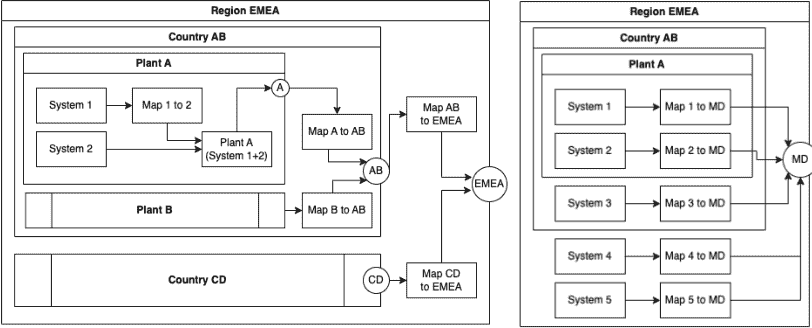 Region EMEA
Country AB
Plant A
System 1
Map 1 to 2
A
System 2
Plant A
(System 1+2)
Map A to AB
Map AB
to EMEA
AB
EMEA
Plant B
Map B to AB
Country CD
CD
Map CD
to EMEA
Region EMEA
Country AB
Plant A
System 1
Map 1 to MD
System 2
Map 2 to MD
MD
System 3
Map 3 to MD
System 4
Map 4 to MD
System 5
Map 5 to MD